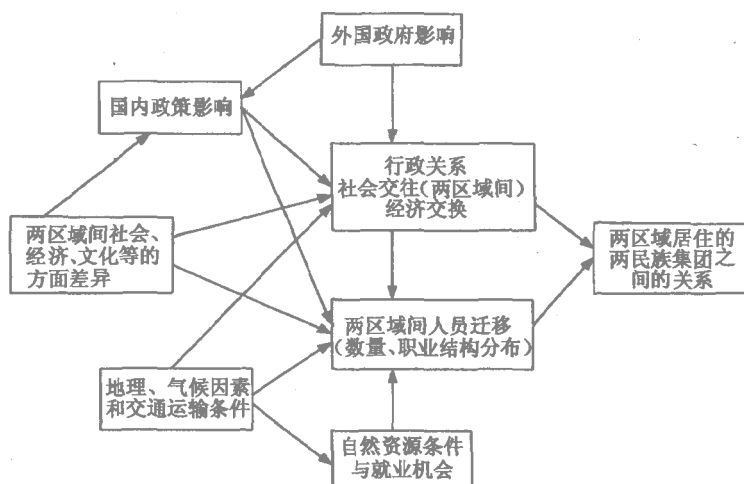 外国政府影响
国内政策影响
行政关系
社会交往(两区域间)
经济交换
两区域间社会、
经济、文化等的
方面差异
两区域居住的
两民族集团之
间的关系
两区域间人员迁移
(数量、职业结构分布)
地理、气候因素
和交通运输条件
自然资源条件
与就业机会